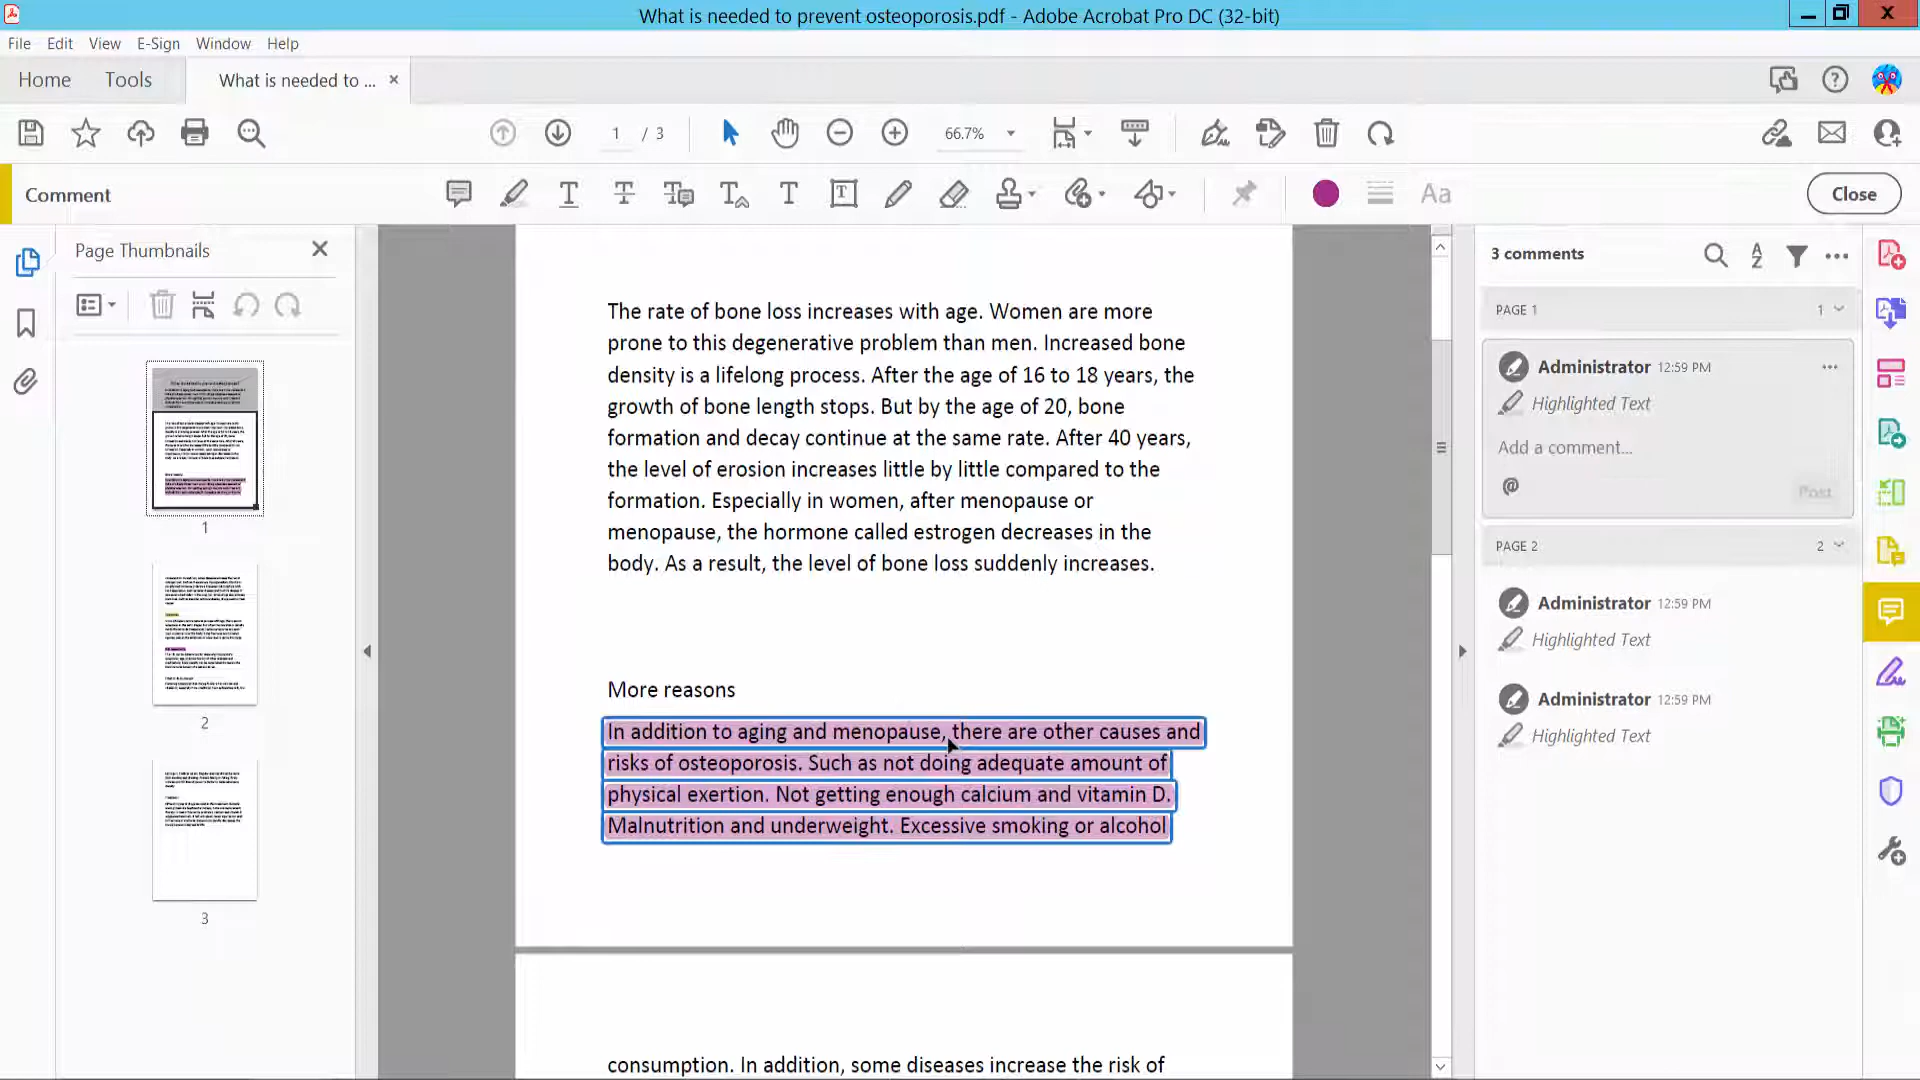 What is needed to prevent osteoporosis.pdf - Adobe Acrobat Pro DC (32-bit)
File Edit View E-Sign Window Help
Home Tools What is needed to ... ×
1 / 3 66.7%
Comment Close
Page Thumbnails
1
2
3
The rate of bone loss increases with age. Women are more
prone to this degenerative problem than men. Increased bone
density is a lifelong process. After the age of 16 to 18 years, the
growth of bone length stops. But by the age of 20, bone
formation and decay continue at the same rate. After 40 years,
the level of erosion increases little by little compared to the
formation. Especially in women, after menopause or
menopause, the hormone called estrogen decreases in the
body. As a result, the level of bone loss suddenly increases.
More reasons
In addition to aging and menopause, there are other causes and
risks of osteoporosis. Such as not doing adequate amount of
physical exertion. Not getting enough calcium and vitamin D.
Malnutrition and underweight. Excessive smoking or alcohol
consumption. In addition, some diseases increase the risk of
3 comments
PAGE 1 1
Administrator 12:59 PM
Highlighted Text
Add a comment...
@
Post
PAGE 2 2
Administrator 12:59 PM
Highlighted Text
Administrator 12:59 PM
Highlighted Text